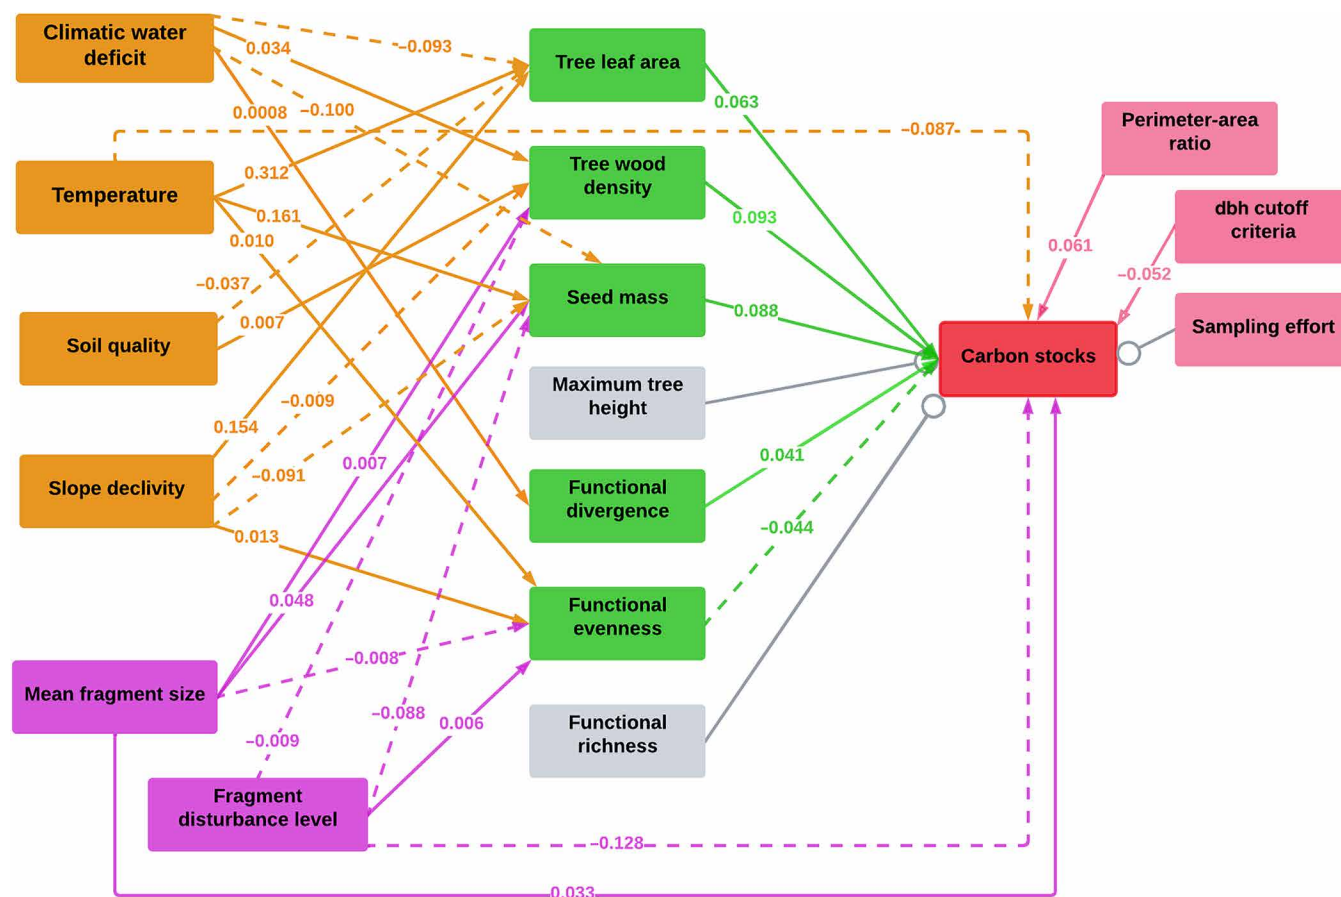 Climatic water
deficit
Temperature
Soil quality
Slope declivity
Mean fragment size
Fragment
disturbance level
Tree leaf area
Tree wood
density
Seed mass
Maximum tree
height
Functional
divergence
Functional
evenness
Functional
richness
Carbon stocks
Perimeter-area
ratio
dbh cutoff
criteria
Sampling effort
–0.093
0.034
0.0008
–0.100
–0.087
0.312
0.161
0.010
–0.037
0.007
–0.009
0.154
–0.091
0.007
0.013
0.048
–0.008
–0.088
0.006
–0.009
–0.128
0.033
0.063
0.093
0.088
0.041
–0.044
0.061
–0.052